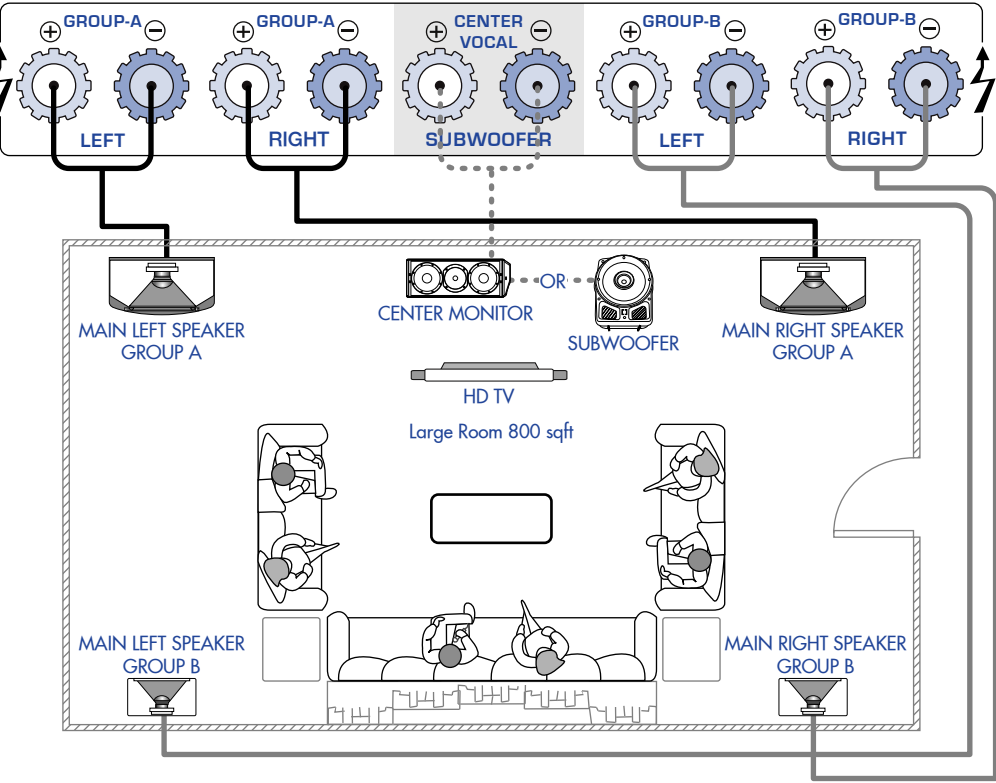 GROUP-A
GROUP-A
CENTER
VOCAL
GROUP-B
GROUP-B
+ −
+ −
+ −
+ −
+ −
LEFT
RIGHT
SUBWOOFER
LEFT
RIGHT
OR
CENTER MONITOR
SUBWOOFER
MAIN LEFT SPEAKER
GROUP A
MAIN RIGHT SPEAKER
GROUP A
HD TV
Large Room 800 sqft
MAIN LEFT SPEAKER
GROUP B
MAIN RIGHT SPEAKER
GROUP B